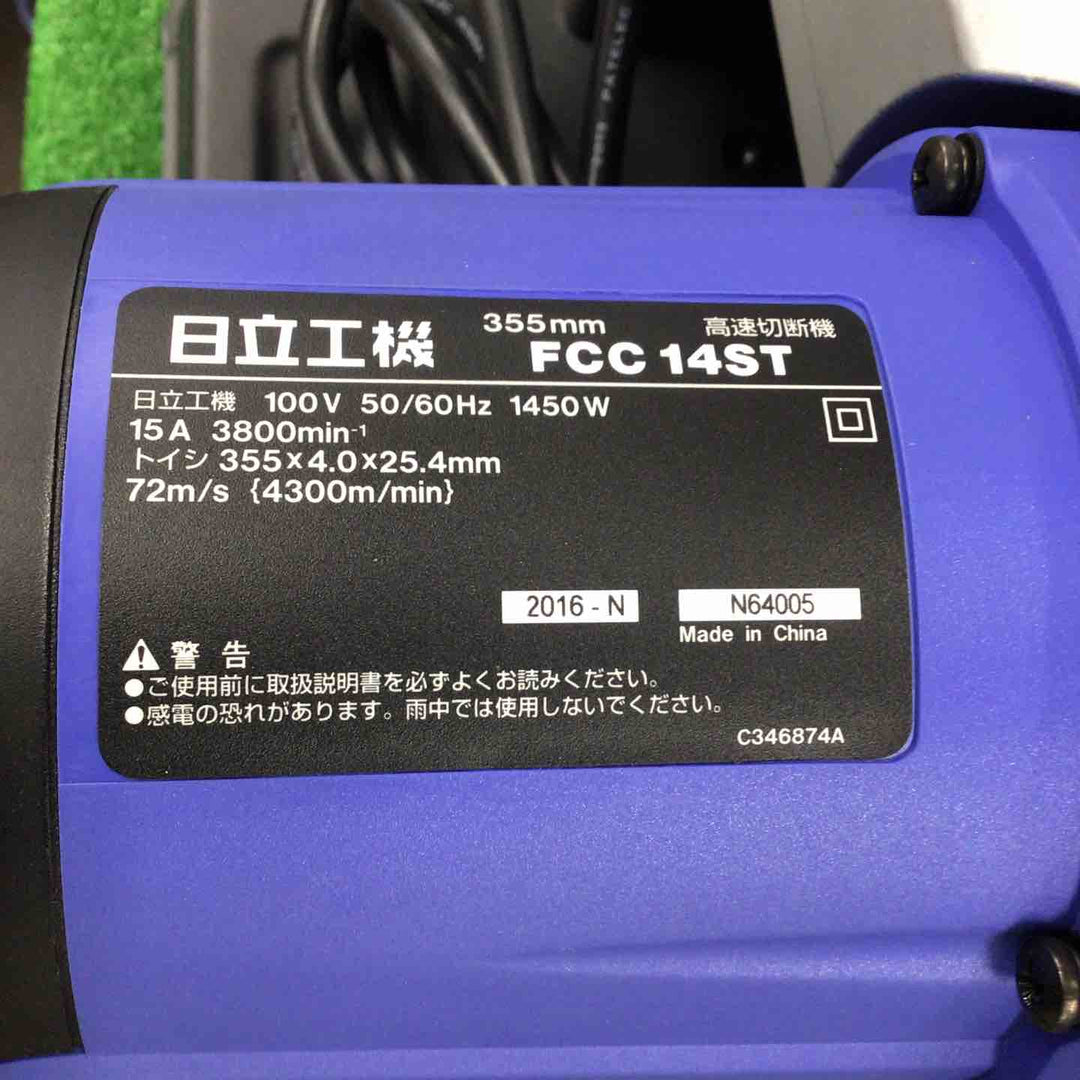 日立工機 355mm 高速切断機
FCC 14ST
日立工機 100V 50/60Hz 1450W
15A 3800min-1
トイシ 355×4.0×25.4mm
72m/s {4300m/min}
2016 - N N64005
Made in China
警告
●ご使用前に取扱説明書を必ずよくお読みください。
●感電の恐れがあります。雨中では使用しないでください。
C346874A